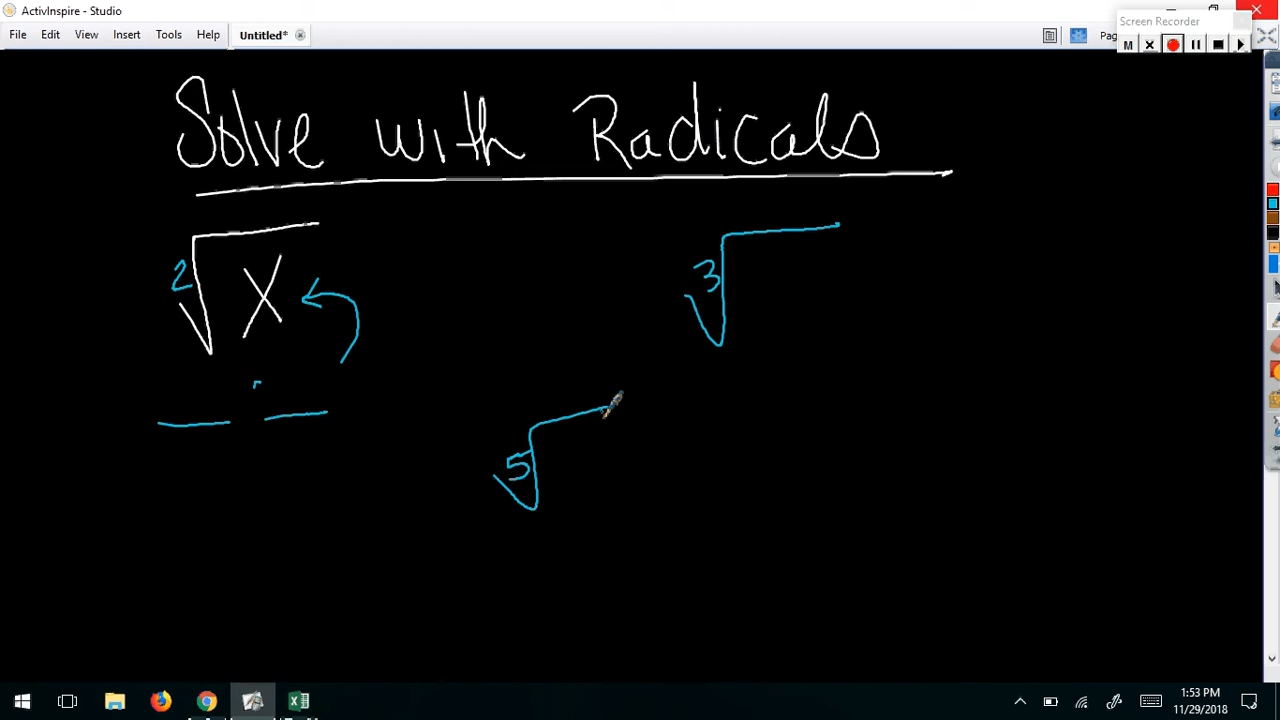 ActivInspire - Studio
Screen Recorder
File Edit View Insert Tools Help Untitled* Pag
M
Solve with Radicals
²√X
³√
⁵√
1:53 PM
11/29/2018